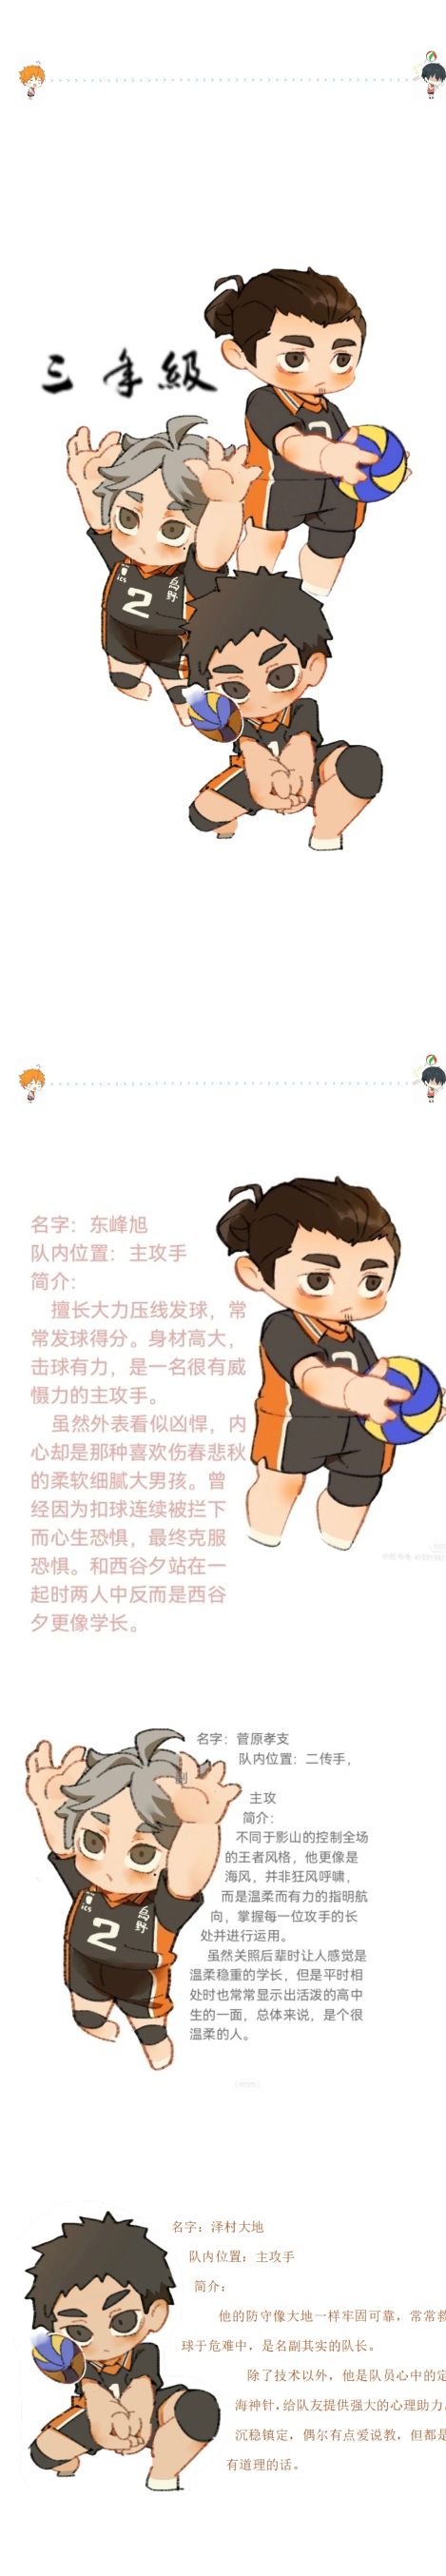 三年級
2
ICS
烏野
名字：东峰旭
队内位置：主攻手
简介：
擅长大力压线发球，常
常发球得分。身材高大，
击球有力，是一名很有威
慑力的主攻手。
虽然外表看似凶悍，内
心却是那种喜欢伤春悲秋
的柔软细腻大男孩。曾
经因为扣球连续被拦下
而心生恐惧，最终克服
恐惧。和西谷夕站在一
起时两人中反而是西谷
夕更像学长。
名字：菅原孝支
队内位置：二传手，
副
主攻
简介：
不同于影山的控制全场
的王者风格，他更像是
海风，并非狂风呼啸，
而是温柔而有力的指明航
向，掌握每一位攻手的长
处并进行运用。
虽然关照后辈时让人感觉是
温柔稳重的学长，但是平时相
处时也常常显示出活泼的高中
生的一面，总体来说，是个很
温柔的人。
ICS
烏野
2
名字：泽村大地
队内位置：主攻手
简介：
他的防守像大地一样牢固可靠，常常救
球于危难中，是名副其实的队长。
除了技术以外，他是队员心中的定
海神针，给队友提供强大的心理助力。
沉稳镇定，偶尔有点爱说教，但都是
有道理的话。